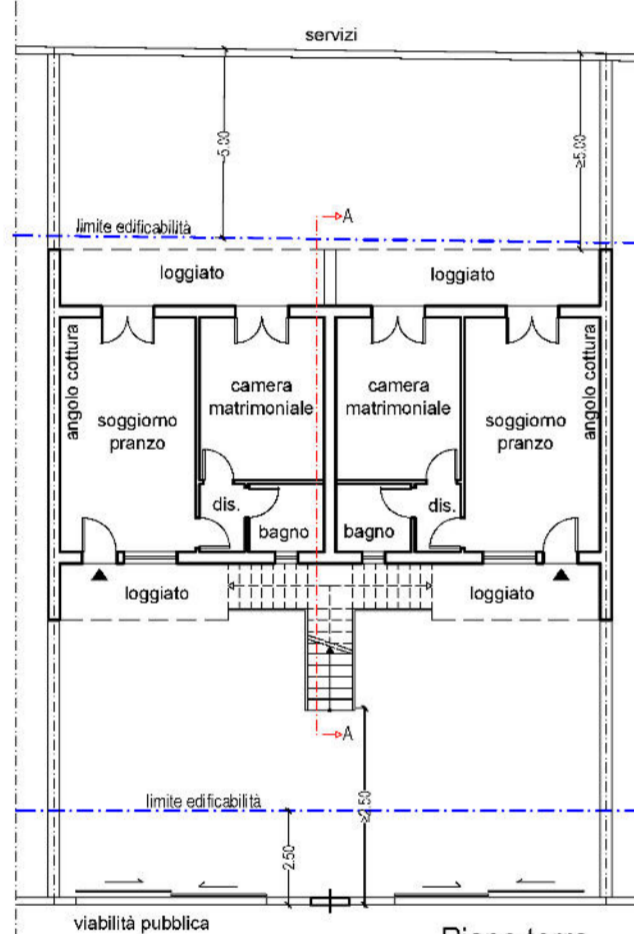 servizi
5.00
≥5.00
A
limite edificabilità
loggiato
loggiato
angolo cottura
soggiorno
pranzo
camera
matrimoniale
camera
matrimoniale
soggiorno
pranzo
angolo cottura
dis.
bagno
bagno
dis.
loggiato
loggiato
A
limite edificabilità
≥2.50
2.50
viabilità pubblica